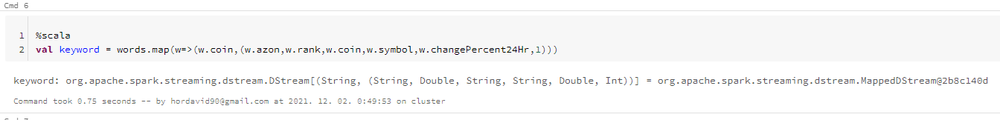 Cmd 6
1 %scala
2 val keyword = words.map(w=>(w.coin,(w.azon,w.rank,w.coin,w.symbol,w.changePercent24Hr,1)))
keyword: org.apache.spark.streaming.dstream.DStream[(String, (String, Double, String, String, Double, Int))] = org.apache.spark.streaming.dstream.MappedDStream@2b8c140d
Command took 0.75 seconds -- by hordavid90@gmail.com at 2021. 12. 02. 0:49:53 on cluster